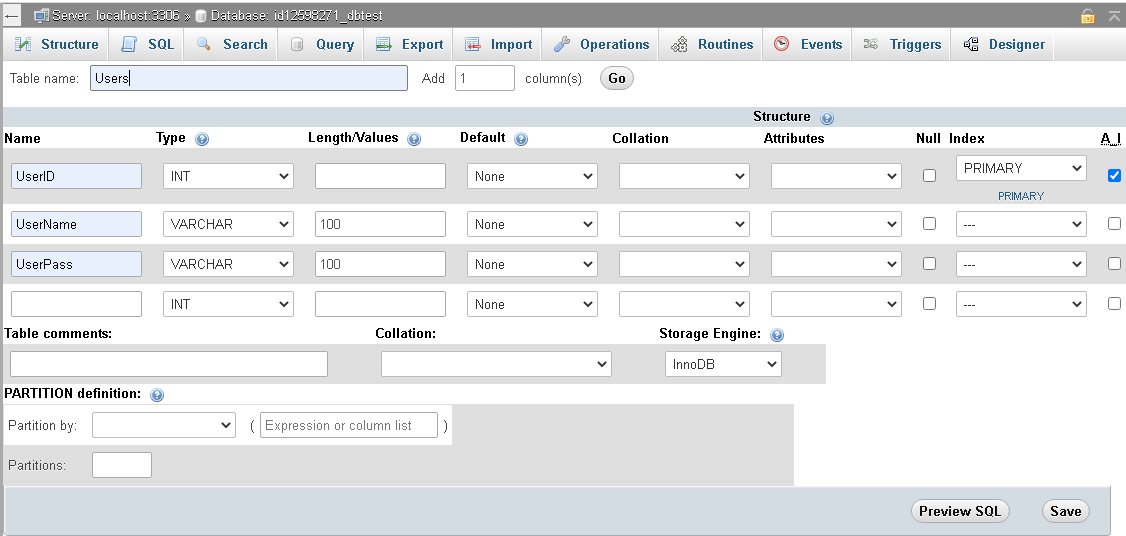 Server: localhost:3306 » Database: id12598271_dbtest
Structure SQL Search Query Export Import Operations Routines Events Triggers Designer
Table name: Users Add 1 column(s) Go
Structure
Name Type Length/Values Default Collation Attributes Null Index A_I
UserID INT None PRIMARY
PRIMARY
UserName VARCHAR 100 None ---
UserPass VARCHAR 100 None ---
INT None ---
Table comments: Collation: Storage Engine:
InnoDB
PARTITION definition:
Partition by: ( Expression or column list )
Partitions:
Preview SQL Save